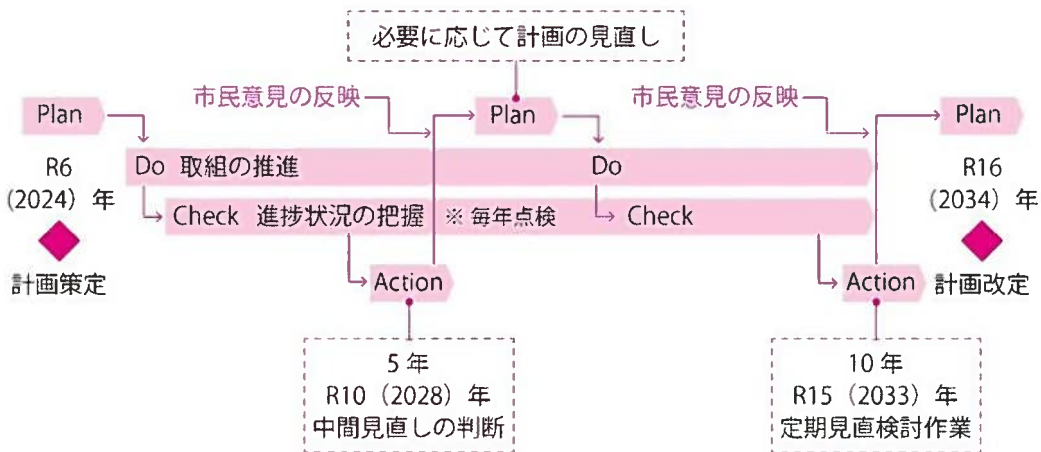 必要に応じて計画の見直し
市民意見の反映
市民意見の反映
Plan
Plan
Plan
R6
(2024) 年
計画策定
Do 取組の推進
Do
R16
(2034) 年
計画改定
Check 進捗状況の把握 ※ 毎年点検
Check
Action
Action
5 年
R10（2028）年
中間見直しの判断
10 年
R15（2033）年
定期見直検討作業